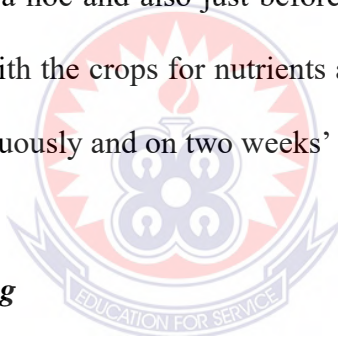 a hoe and also just before
ith the crops for nutrients a
uously and on two weeks’
g
EDUCATION FOR SERVICE